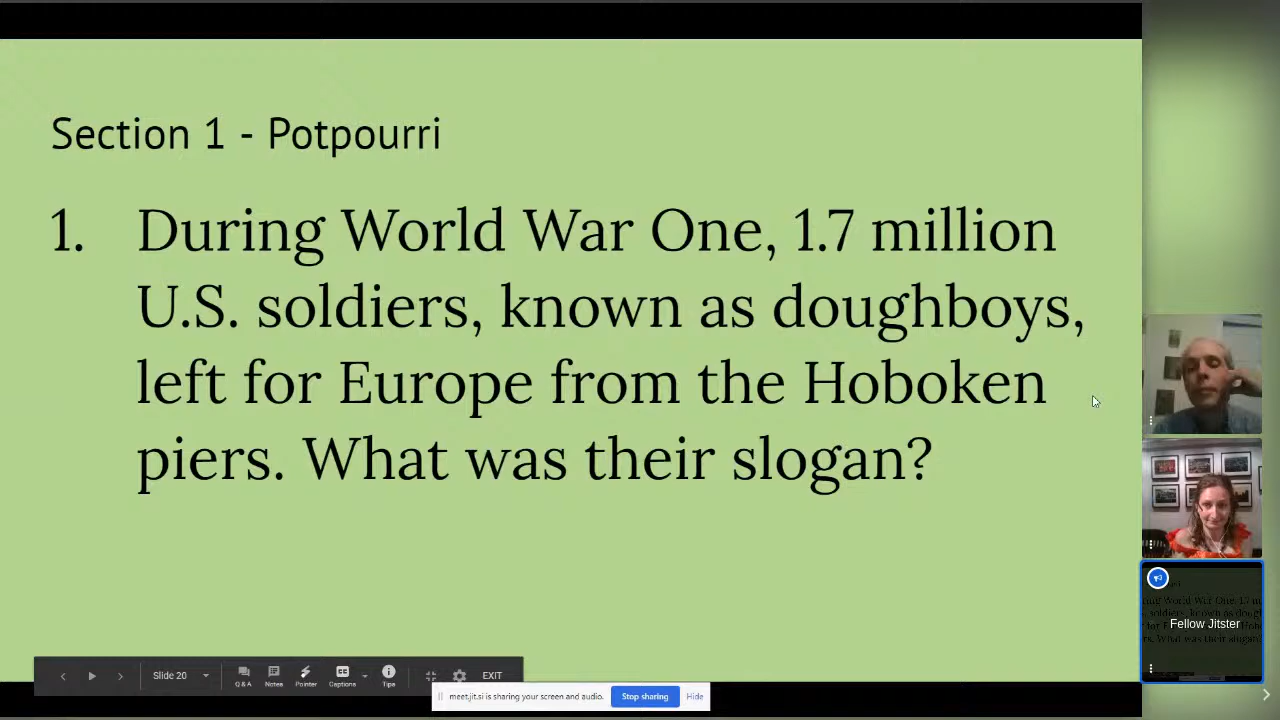 Section 1 - Potpourri
1. During World War One, 1.7 million
U.S. soldiers, known as doughboys,
left for Europe from the Hoboken
piers. What was their slogan?
Fellow Jitster
Slide 20
Q & A
Notes
Pointer
Captions
Tips
EXIT
meet.jit.si is sharing your screen and audio.
Stop sharing
Hide